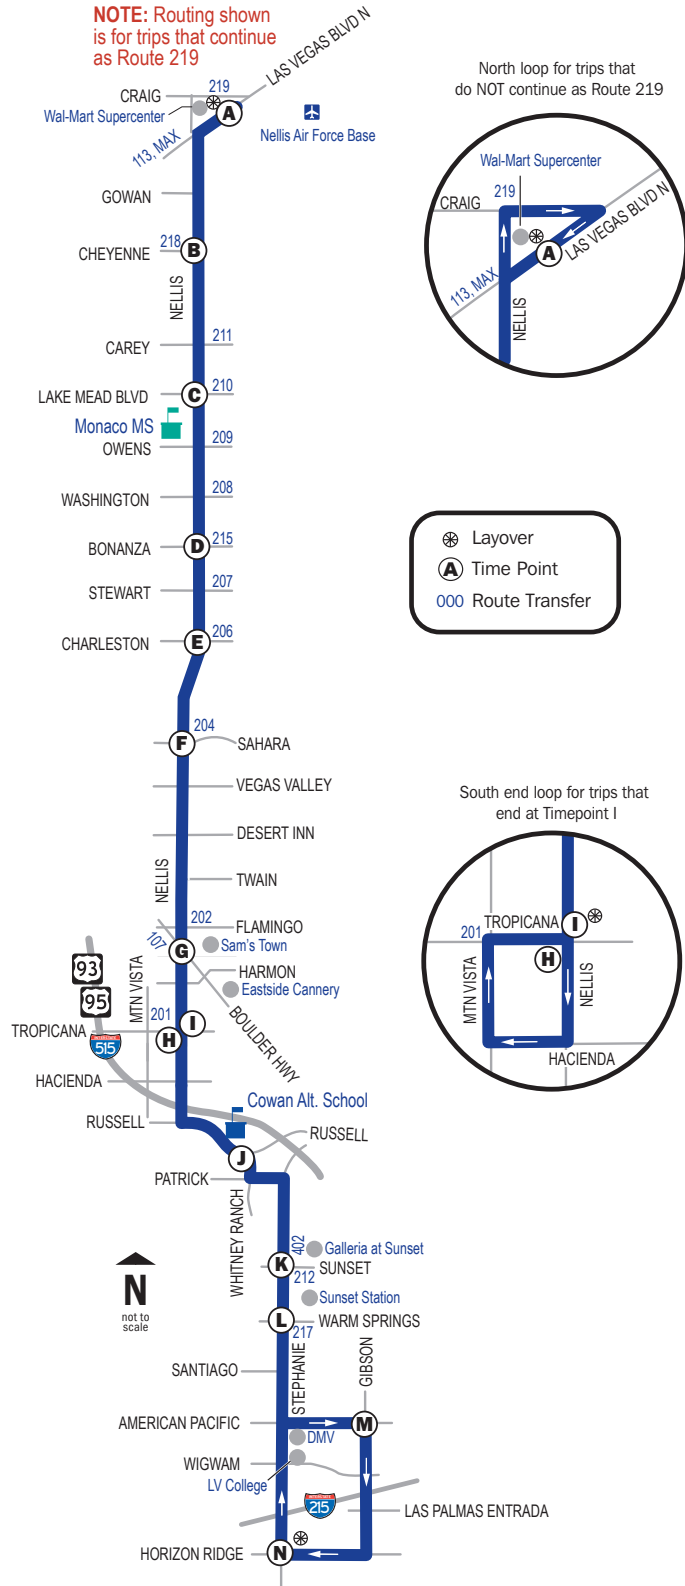 NOTE: Routing shown
is for trips that continue
as Route 219
LAS VEGAS BLVD N
219
CRAIG
Wal-Mart Supercenter
A
Nellis Air Force Base
113, MAX
North loop for trips that
do NOT continue as Route 219
Wal-Mart Supercenter
219
CRAIG
LAS VEGAS BLVD N
A
113, MAX
NELLIS
GOWAN
218
CHEYENNE
B
NELLIS
211
CAREY
210
LAKE MEAD BLVD
C
Monaco MS
209
OWENS
208
WASHINGTON
215
BONANZA
D
207
STEWART
206
CHARLESTON
E
Layover
A Time Point
000 Route Transfer
204
F
SAHARA
VEGAS VALLEY
DESERT INN
NELLIS
TWAIN
202
FLAMINGO
107
G
Sam's Town
HARMON
Eastside Cannery
93
95
MTN VISTA
BOULDER HWY
201
I
TROPICANA
H
INTERSTATE
515
HACIENDA
South end loop for trips that
end at Timepoint I
TROPICANA
I
201
H
MTN VISTA
NELLIS
HACIENDA
Cowan Alt. School
RUSSELL
RUSSELL
J
PATRICK
WHITNEY RANCH
402
Galleria at Sunset
K
SUNSET
212
Sunset Station
L
WARM SPRINGS
217
N
not to
scale
STEPHANIE
GIBSON
SANTIAGO
AMERICAN PACIFIC
M
DMV
WIGWAM
LV College
INTERSTATE
215
LAS PALMAS ENTRADA
HORIZON RIDGE
N